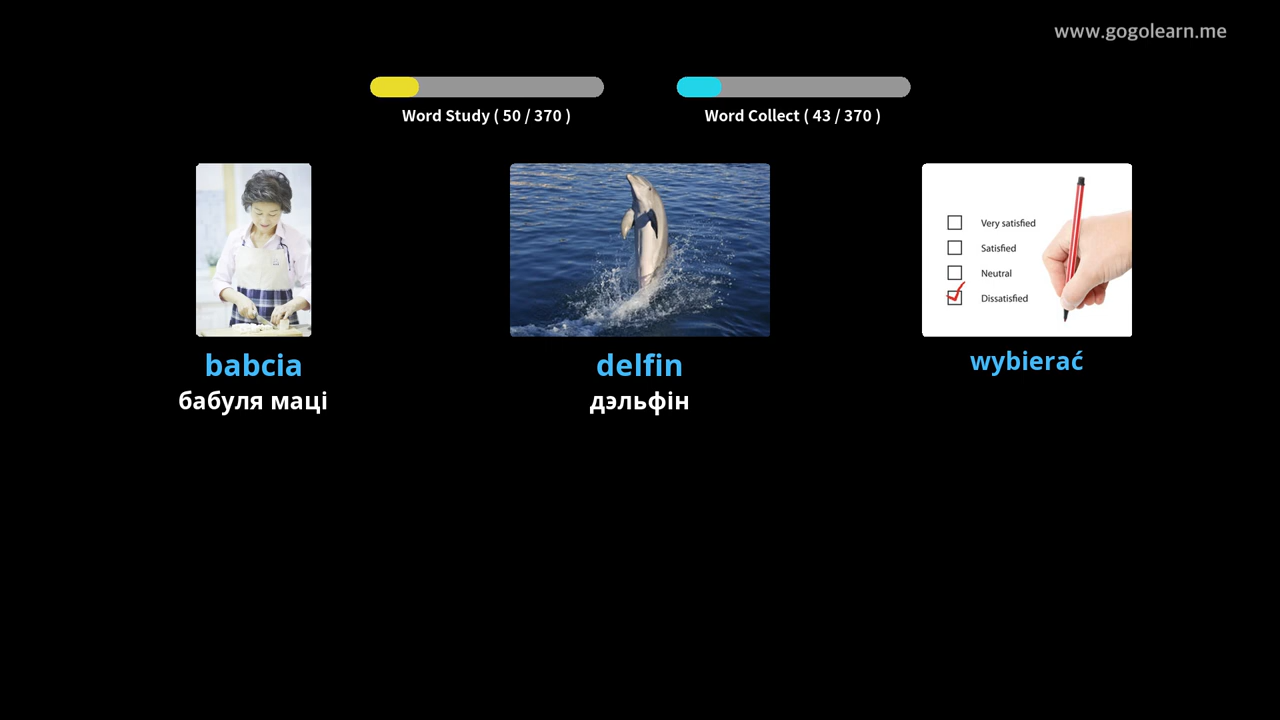 www.gogolearn.me
Word Study ( 50 / 370 )
Word Collect ( 43 / 370 )
Very satisfied
Satisfied
Neutral
Dissatisfied
babcia
бабуля маці
delfin
дэльфін
wybierać